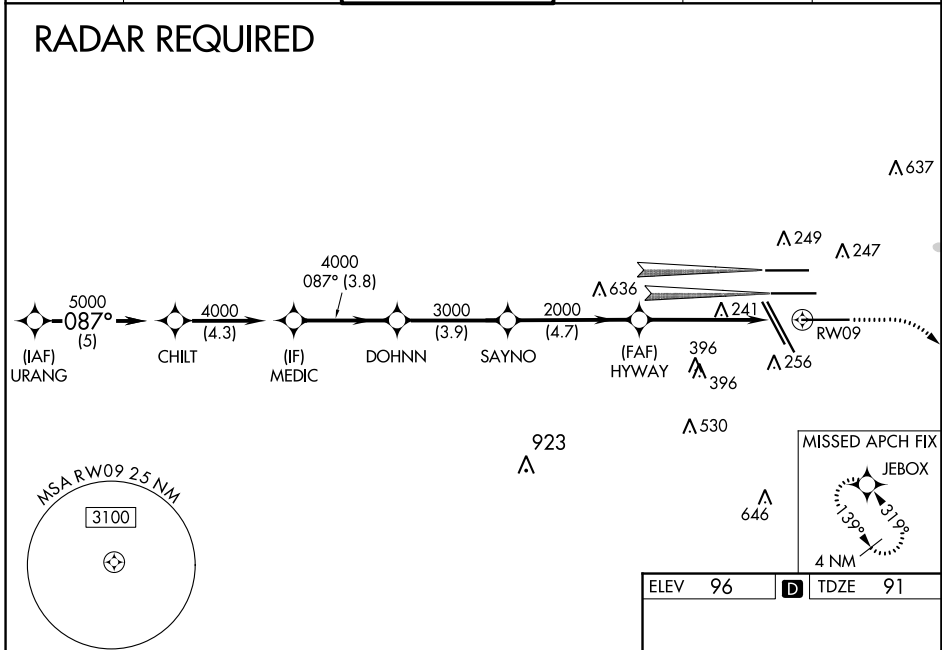 RADAR REQUIRED
637
249
247
4000
087° (3.8)
636
5000
087°
(5)
4000
(4.3)
3000
(3.9)
2000
(4.7)
241
RW09
(IAF)
URANG
CHILT
(IF)
MEDIC
DOHNN
SAYNO
(FAF)
HYWAY
396
396
256
530
923
646
MISSED APCH FIX
JEBOX
139°
319°
4 NM
MSA RW09 25 NM
3100
ELEV 96 D TDZE 91